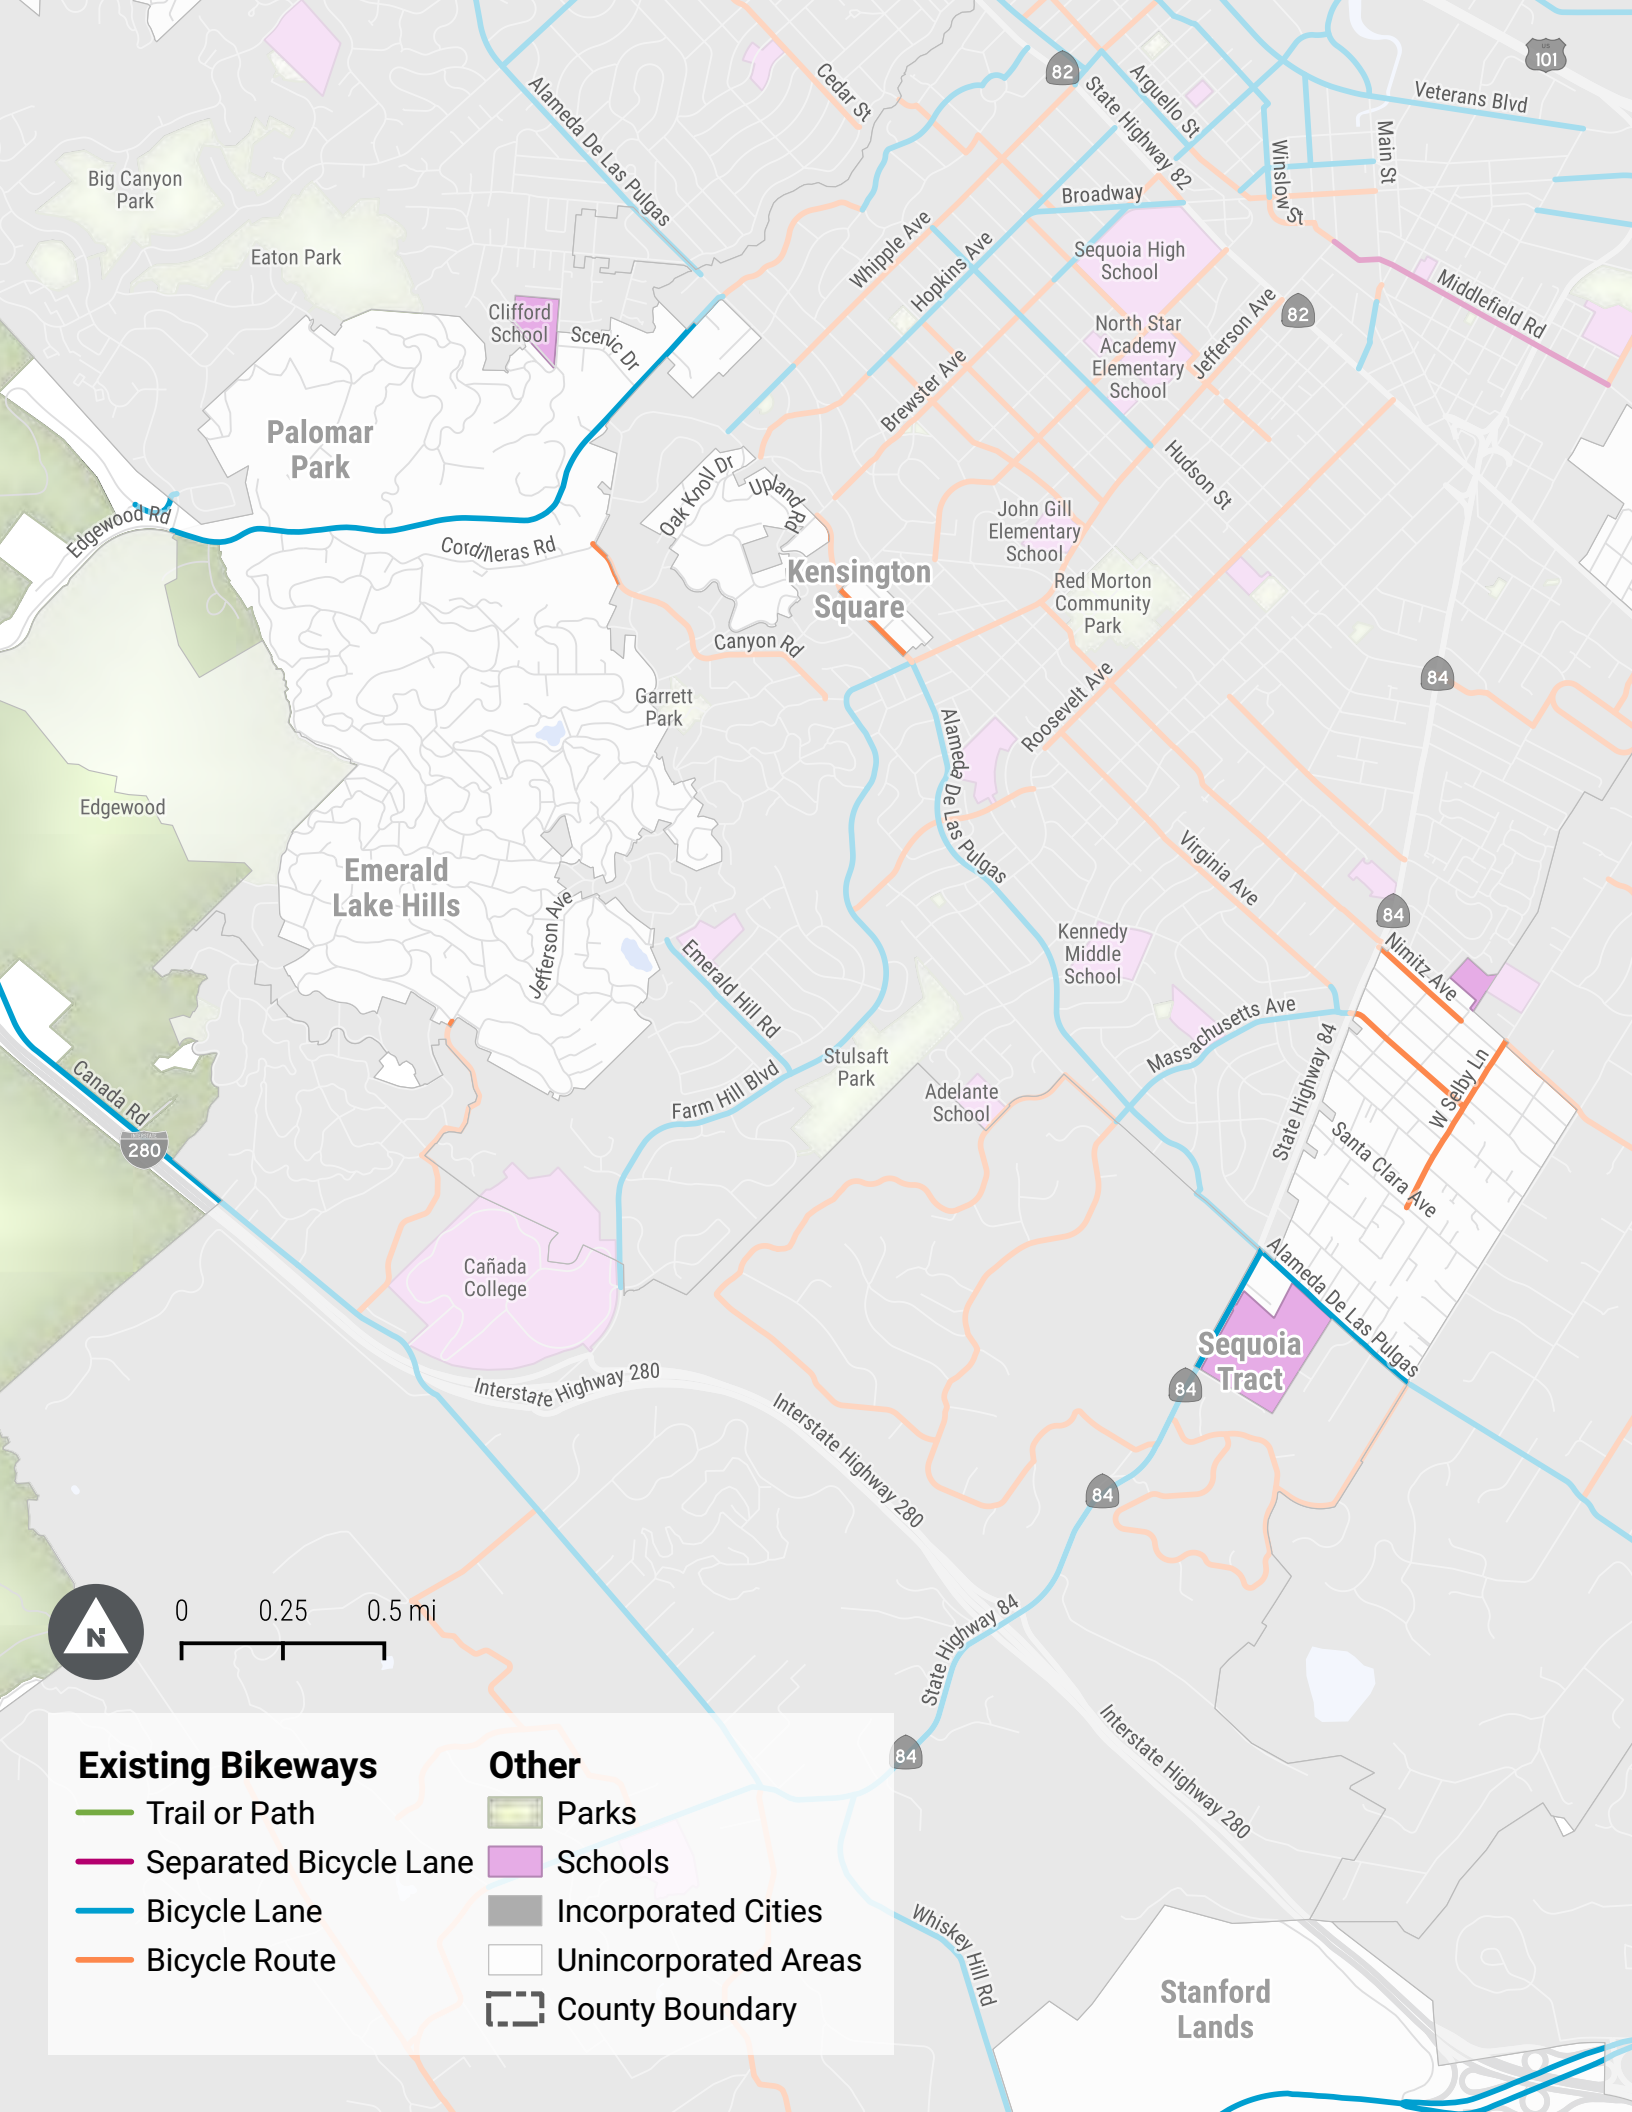 101
82
Cedar St
Alameda De Las Pulgas
State Highway 82
Arguello St
Veterans Blvd
Main St
Winslow St
Big Canyon
Park
Eaton Park
Broadway
Whipple Ave
Hopkins Ave
Sequoia High
School
Middlefield Rd
82
Clifford
School
Scenic Dr
North Star
Academy
Elementary
School
Jefferson Ave
Brewster Ave
Palomar
Park
Oak Knoll Dr
Upland Rd
Hudson St
Edgewood Rd
Cordilleras Rd
John Gill
Elementary
School
Kensington
Square
Red Morton
Community
Park
Canyon Rd
Garrett
Park
84
Roosevelt Ave
Alameda De Las Pulgas
Edgewood
Emerald
Lake Hills
Jefferson Ave
Virginia Ave
84
Nimitz Ave
Emerald Hill Rd
Kennedy
Middle
School
Massachusetts Ave
State Highway 84
W Selby Ln
Canada Rd
280
Stulsaft
Park
Farm Hill Blvd
Adelante
School
Santa Clara Ave
Cañada
College
Alameda De Las Pulgas
Sequoia
Tract
84
Interstate Highway 280
Interstate Highway 280
84
N
0 0.25 0.5 mi
State Highway 84
Interstate Highway 280
84
Existing Bikeways
Trail or Path
Separated Bicycle Lane
Bicycle Lane
Bicycle Route
Other
Parks
Schools
Incorporated Cities
Unincorporated Areas
County Boundary
Whiskey Hill Rd
Stanford
Lands